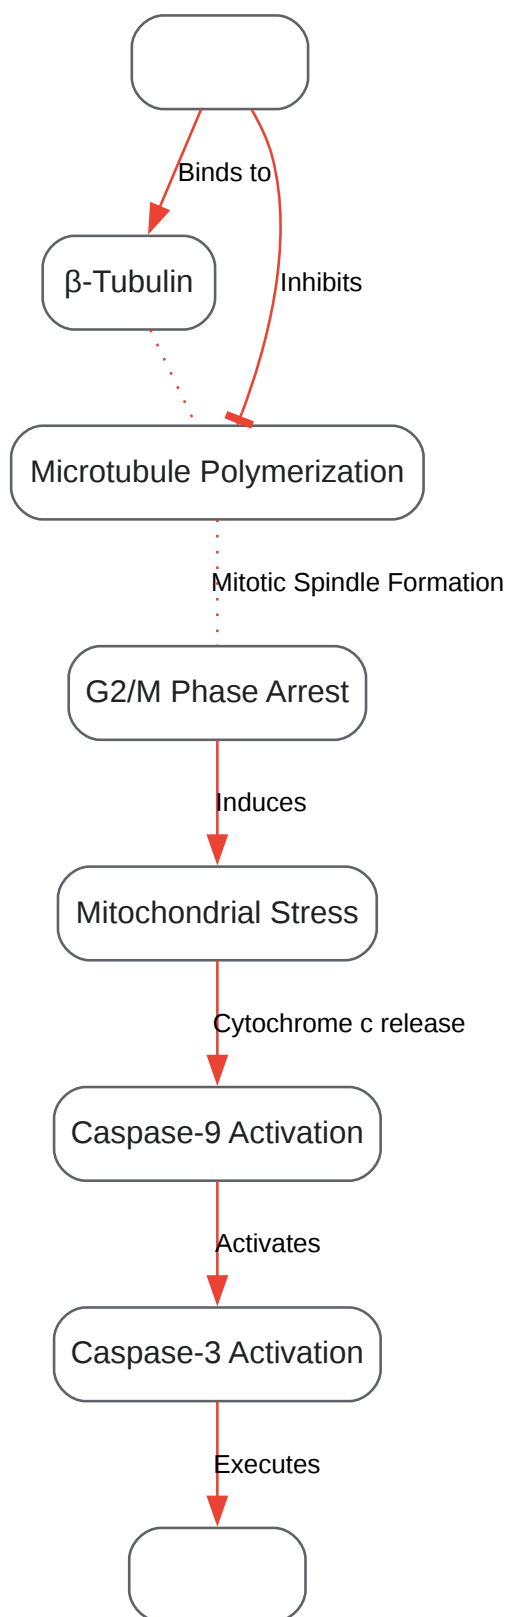 Binds to
β-Tubulin
Inhibits
Microtubule Polymerization
Mitotic Spindle Formation
G2/M Phase Arrest
Induces
Mitochondrial Stress
Cytochrome c release
Caspase-9 Activation
Activates
Caspase-3 Activation
Executes